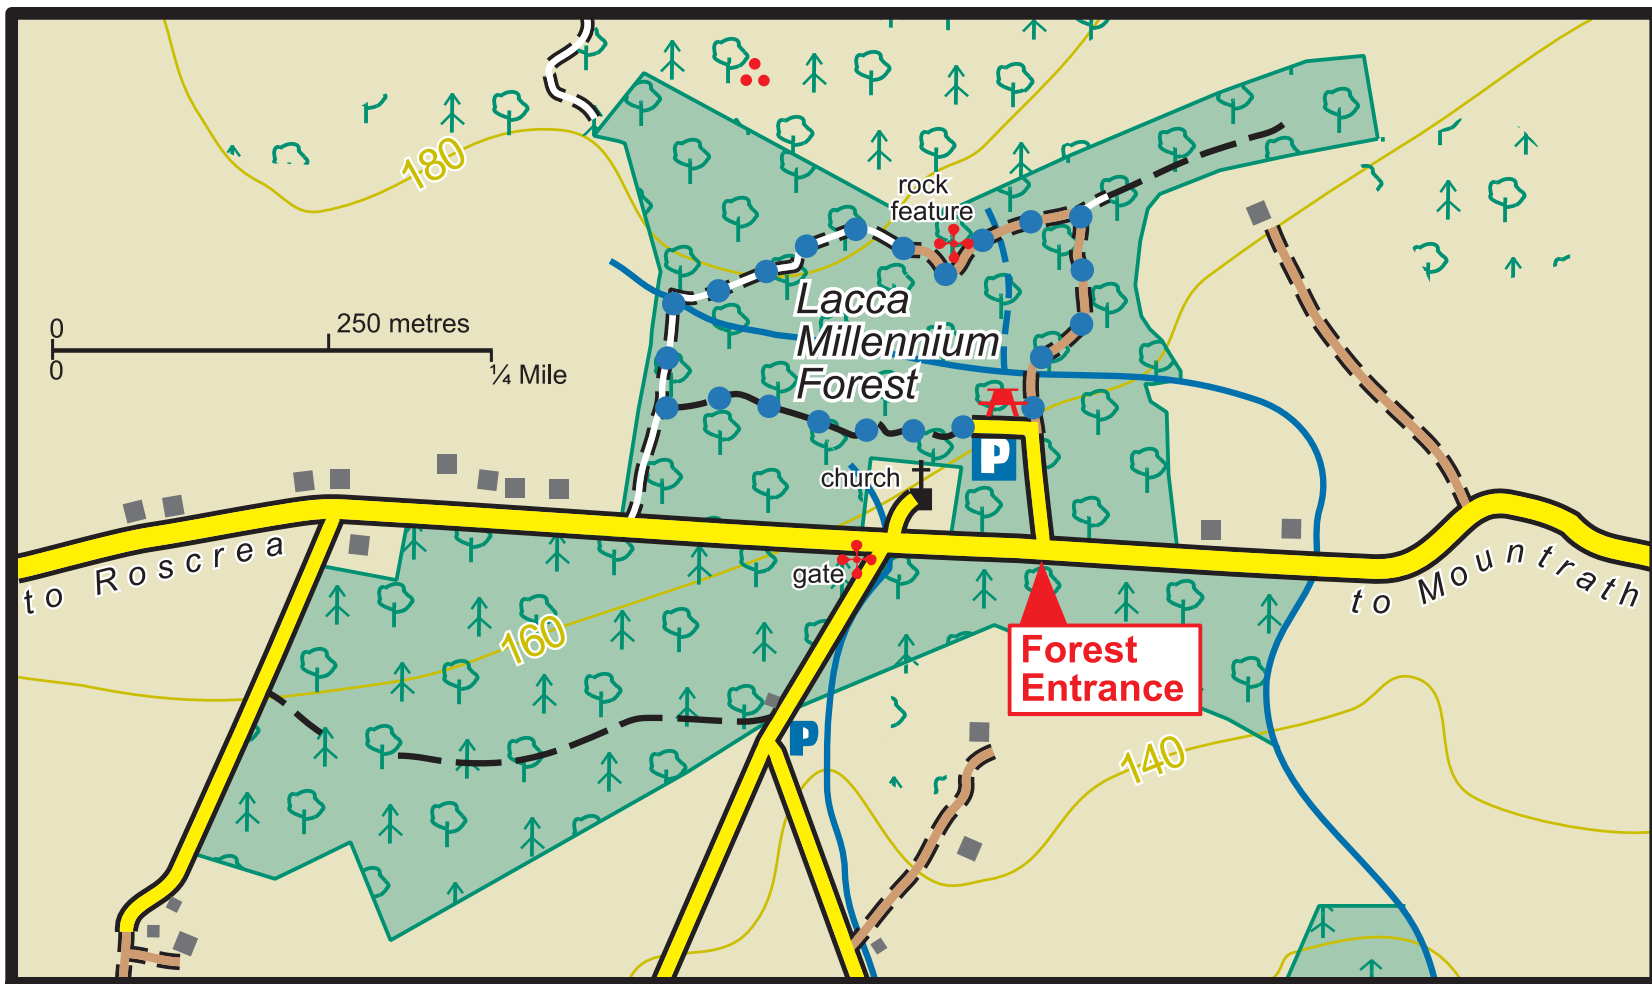 180
rock
feature
Lacca
Millennium
Forest
0
250 metres
0
¼ Mile
P
church
to Roscrea
gate
to Mountrath
160
Forest
Entrance
P
140